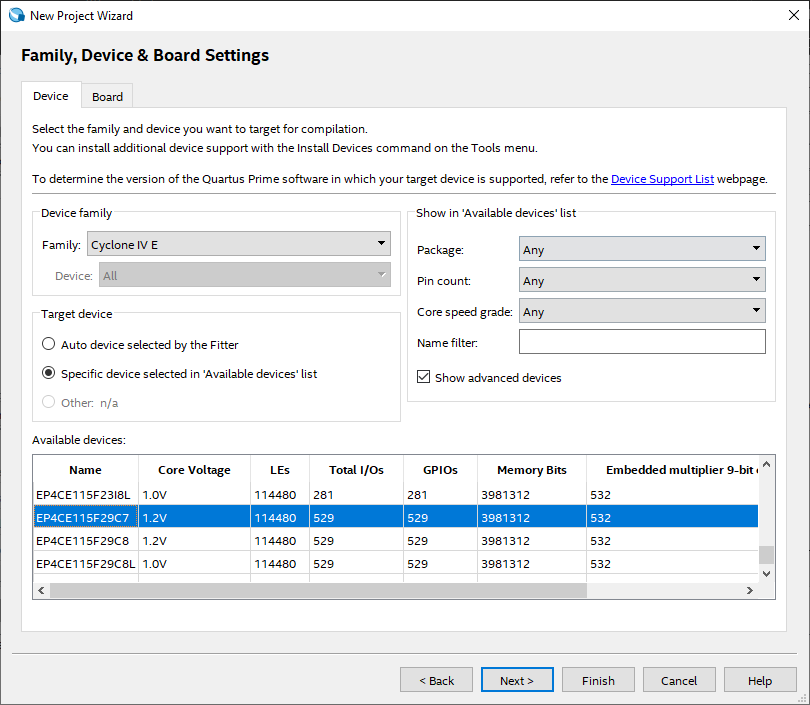 New Project Wizard
Family, Device & Board Settings
Device
Board
Select the family and device you want to target for compilation.
You can install additional device support with the Install Devices command on the Tools menu.
To determine the version of the Quartus Prime software in which your target device is supported, refer to the Device Support List webpage.
Device family
Family: Cyclone IV E
Device: All
Target device
Auto device selected by the Fitter
Specific device selected in 'Available devices' list
Other: n/a
Show in 'Available devices' list
Package: Any
Pin count: Any
Core speed grade: Any
Name filter:
Show advanced devices
Available devices:
Name Core Voltage LEs Total I/Os GPIOs Memory Bits Embedded multiplier 9-bit
EP4CE115F23I8L 1.0V 114480 281 281 3981312 532
EP4CE115F29C7 1.2V 114480 529 529 3981312 532
EP4CE115F29C8 1.2V 114480 529 529 3981312 532
EP4CE115F29C8L 1.0V 114480 529 529 3981312 532
< Back Next > Finish Cancel Help